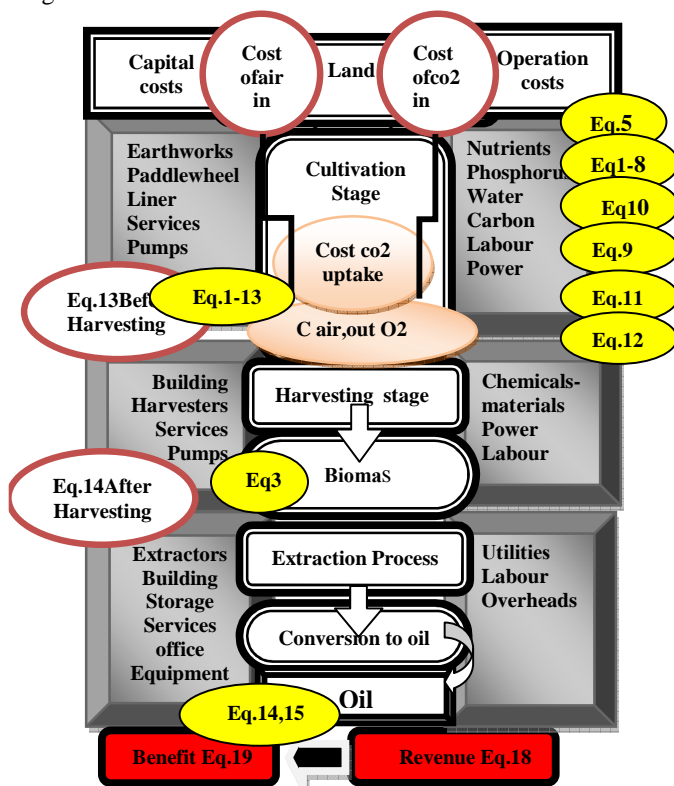 Capital
costs
Cost
ofair
in
Land
Cost
ofco2
in
Operation
costs
Earthworks
Paddlewheel
Liner
Services
Pumps
Cultivation
Stage
Cost co2
uptake
C air,out O2
Nutrients
Phosphorus
Water
Carbon
Labour
Power
Eq.5
Eq1-8
Eq10
Eq.9
Eq.11
Eq.12
Eq.13Bef
Harvesting
Eq.1-13
Building
Harvesters
Services
Pumps
Harvesting stage
BiomaS
Eq3
Chemicals-
materials
Power
Labour
Eq.14After
Harvesting
Extractors
Building
Storage
Services
office
Equipment
Extraction Process
Conversion to oil
Oil
Utilities
Labour
Overheads
Eq.14,15
Benefit Eq.19
Revenue Eq.18